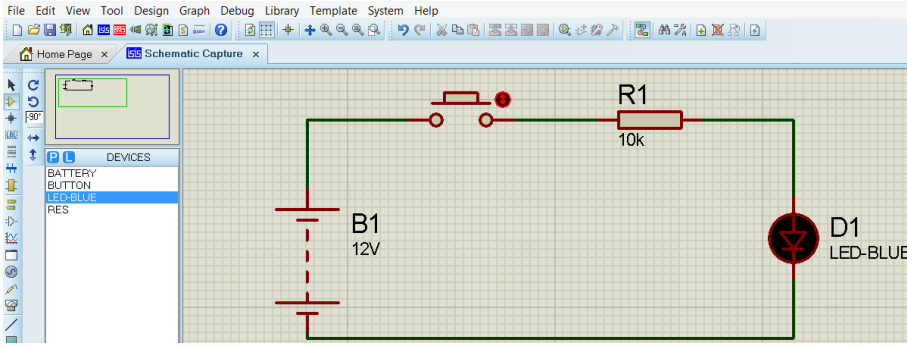 File Edit View Tool Design Graph Debug Library Template System Help
Home Page Schematic Capture
-90°
P L DEVICES
BATTERY
BUTTON
LED-BLUE
RES
R1
10k
B1
12V
D1
LED-BLUE